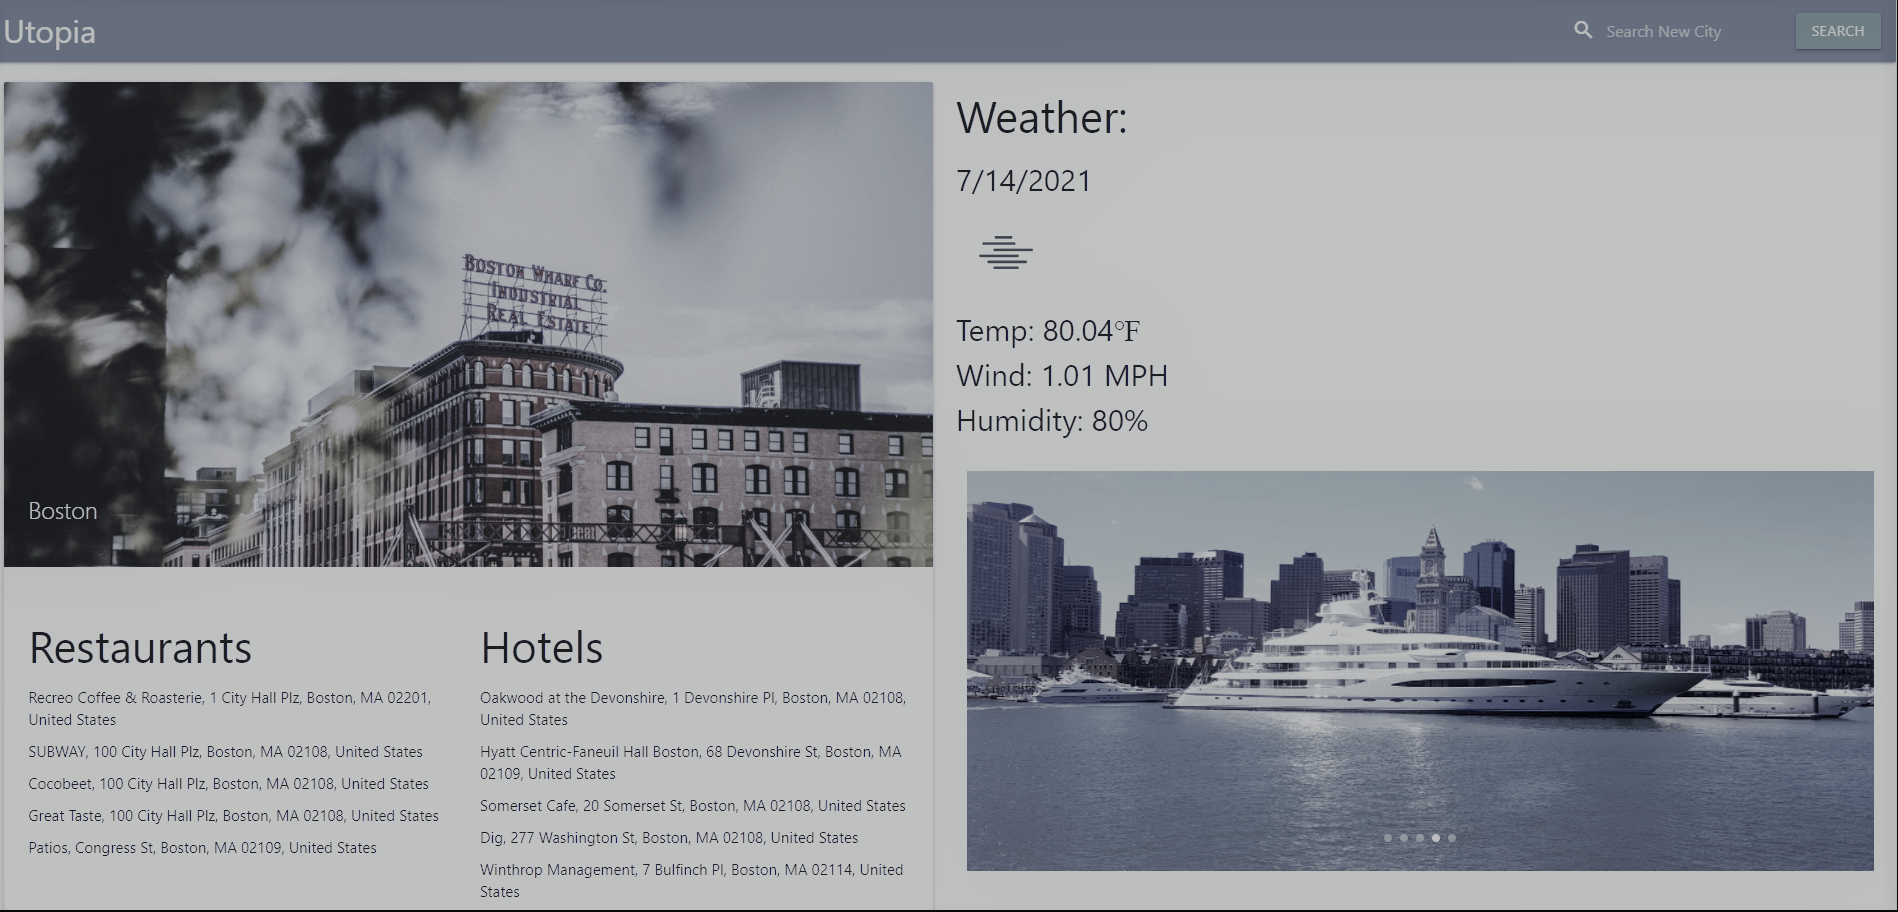 Utopia
Search New City
SEARCH
BOSTON WHARF CO.
INDUSTRIAL
REAL ESTATE
Boston
Restaurants
Recreo Coffee & Roasterie, 1 City Hall Plz, Boston, MA 02201,
United States
SUBWAY, 100 City Hall Plz, Boston, MA 02108, United States
Cocobeet, 100 City Hall Plz, Boston, MA 02108, United States
Great Taste, 100 City Hall Plz, Boston, MA 02108, United States
Patios, Congress St, Boston, MA 02109, United States
Hotels
Oakwood at the Devonshire, 1 Devonshire Pl, Boston, MA 02108,
United States
Hyatt Centric-Faneuil Hall Boston, 68 Devonshire St, Boston, MA
02109, United States
Somerset Cafe, 20 Somerset St, Boston, MA 02108, United States
Dig, 277 Washington St, Boston, MA 02108, United States
Winthrop Management, 7 Bulfinch Pl, Boston, MA 02114, United
States
Weather:
7/14/2021
Temp: 80.04°F
Wind: 1.01 MPH
Humidity: 80%